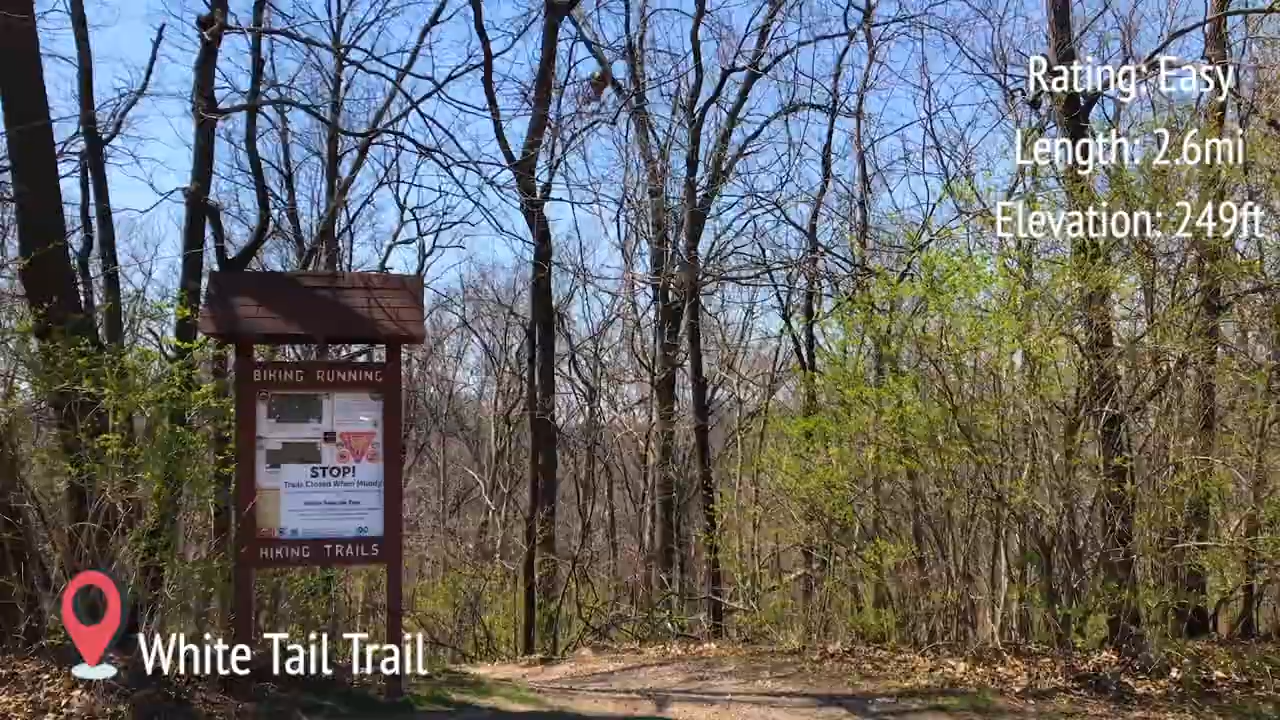 Rating: Easy
Length: 2.6mi
Elevation: 249ft
BIKING RUNNING
STOP!
Trails Closed When Muddy
HIKING TRAILS
White Tail Trail